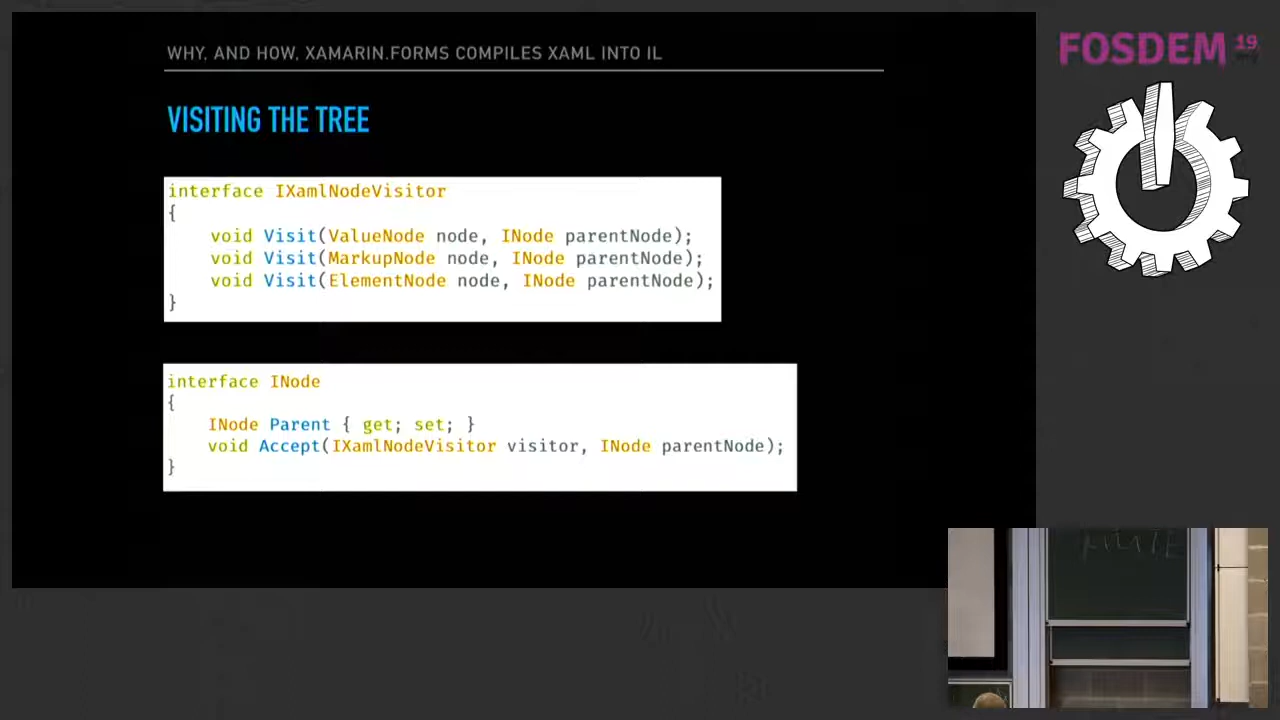 WHY, AND HOW, XAMARIN.FORMS COMPILES XAML INTO IL
FOSDEM 19
VISITING THE TREE
interface IXamlNodeVisitor
{
void Visit(ValueNode node, INode parentNode);
void Visit(MarkupNode node, INode parentNode);
void Visit(ElementNode node, INode parentNode);
}
interface INode
{
INode Parent { get; set; }
void Accept(IXamlNodeVisitor visitor, INode parentNode);
}